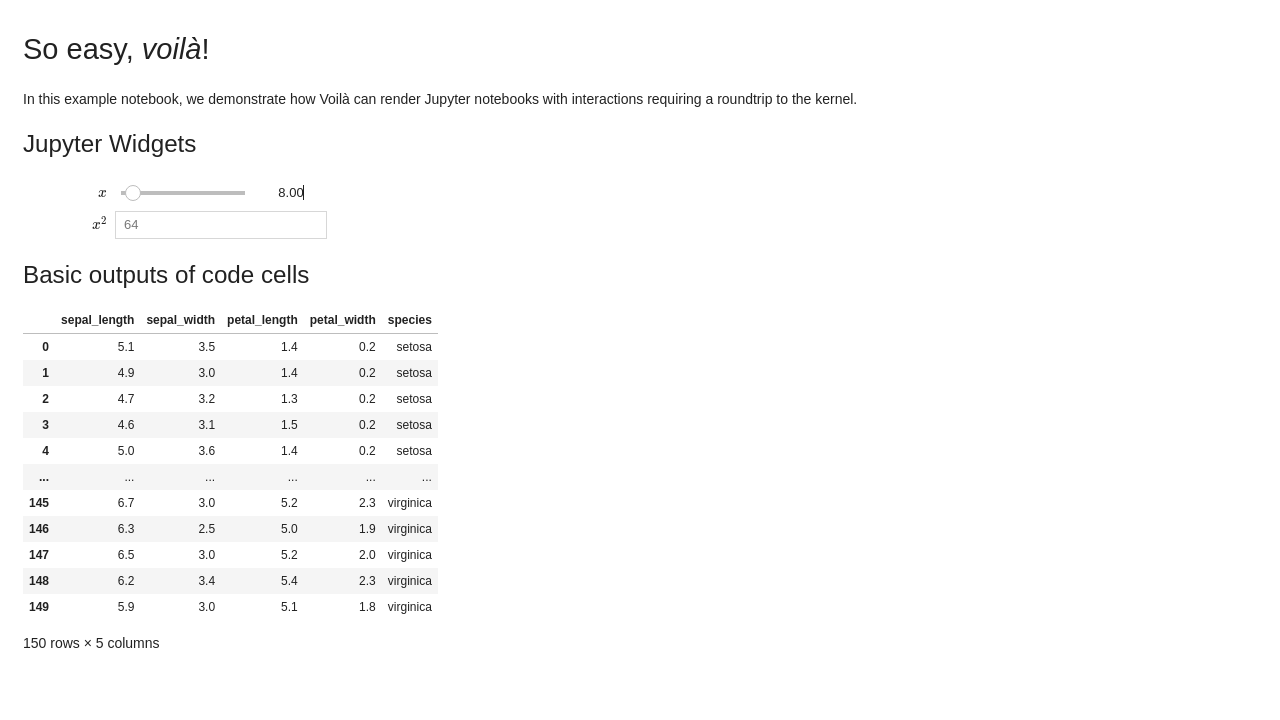 So easy, voilà!
In this example notebook, we demonstrate how Voilà can render Jupyter notebooks with interactions requiring a roundtrip to the kernel.
Jupyter Widgets
x 8.00
x² 64
Basic outputs of code cells
sepal_length sepal_width petal_length petal_width species
0 5.1 3.5 1.4 0.2 setosa
1 4.9 3.0 1.4 0.2 setosa
2 4.7 3.2 1.3 0.2 setosa
3 4.6 3.1 1.5 0.2 setosa
4 5.0 3.6 1.4 0.2 setosa
... ... ... ... ... ...
145 6.7 3.0 5.2 2.3 virginica
146 6.3 2.5 5.0 1.9 virginica
147 6.5 3.0 5.2 2.0 virginica
148 6.2 3.4 5.4 2.3 virginica
149 5.9 3.0 5.1 1.8 virginica
150 rows × 5 columns